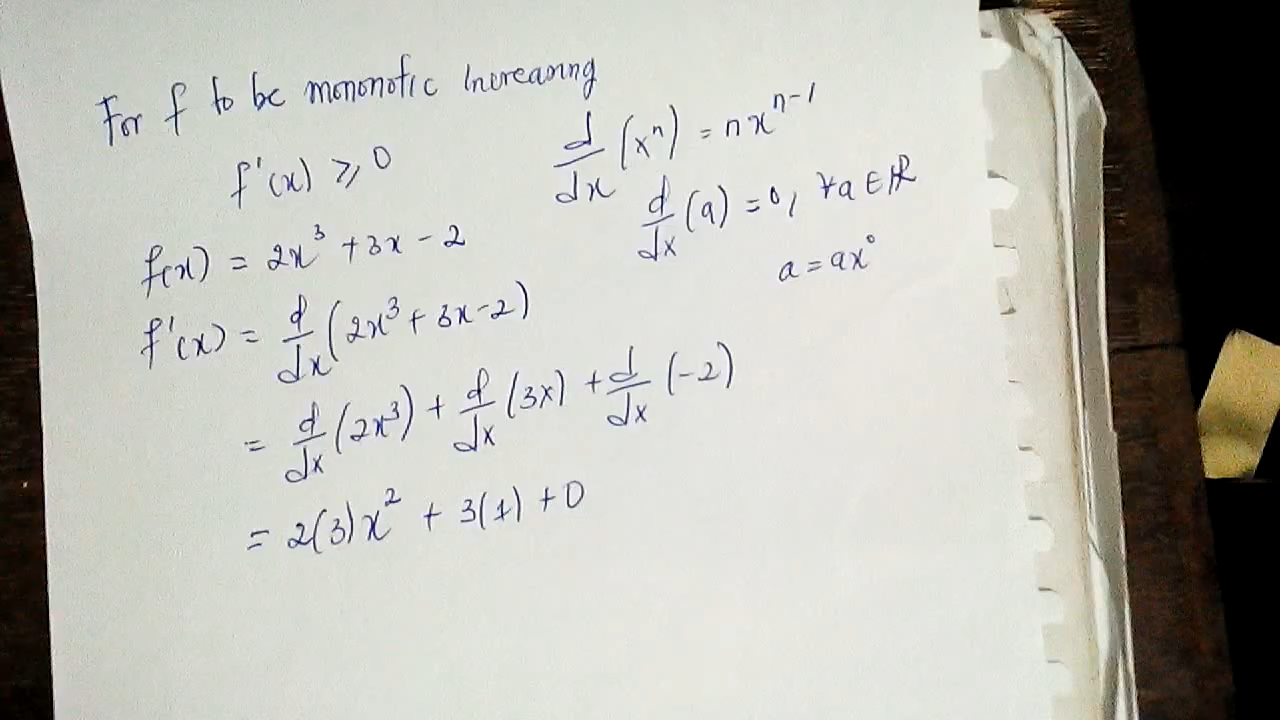 For f to be mononotic Increasing
f'(x) ≥ 0
d/dx (xⁿ) = nxⁿ⁻¹
d/dx (a) = 0, ∀a ∈ ℝ
a = ax⁰
f(x) = 2x³ + 3x - 2
f'(x) = d/dx (2x³ + 3x - 2)
= d/dx (2x³) + d/dx (3x) + d/dx (-2)
= 2(3)x² + 3(1) + 0